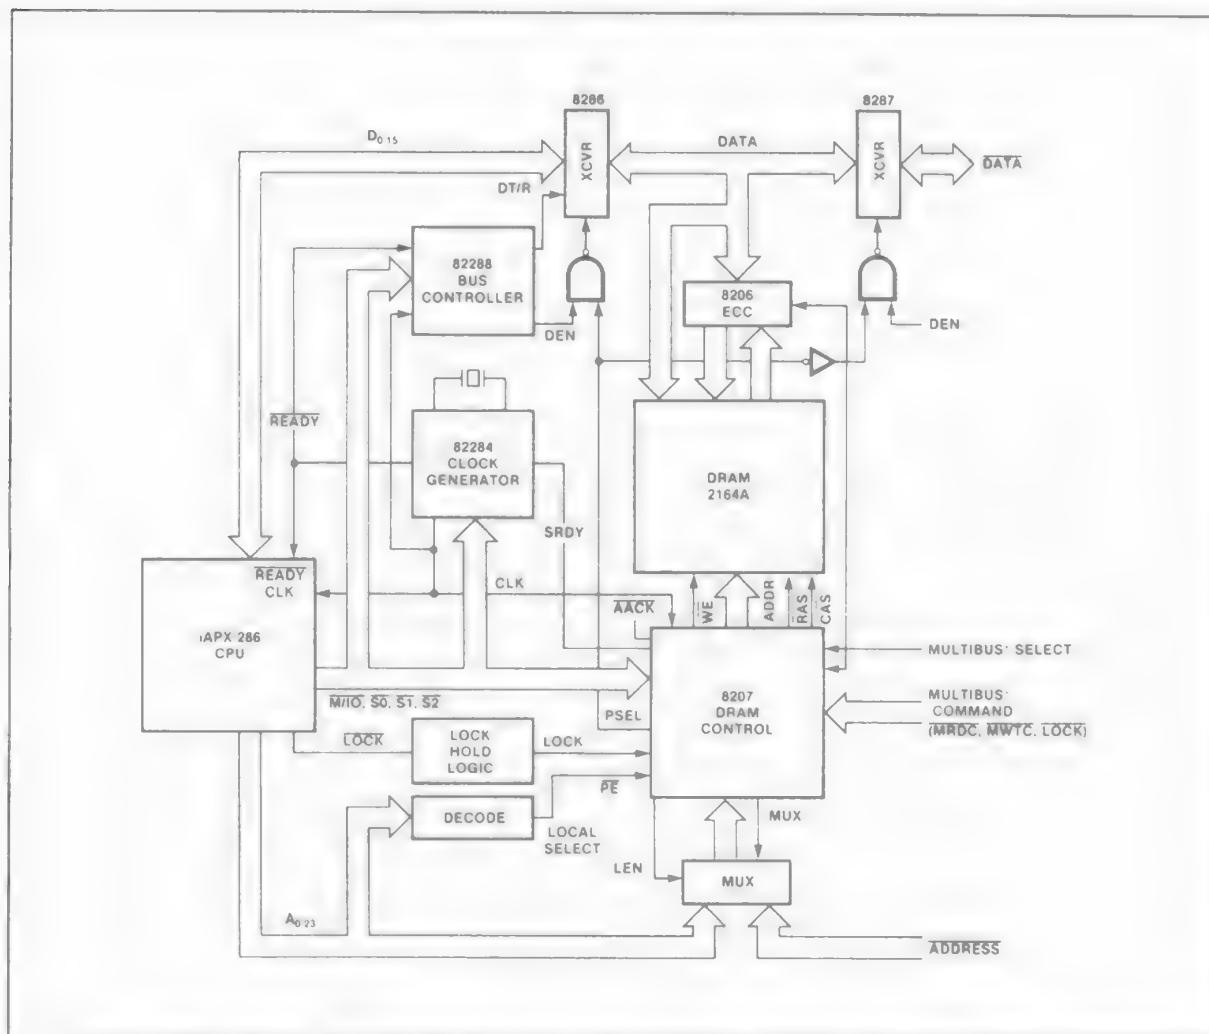 8286
8287
D0-15
XCVR
DATA
XCVR
DATA
DT/R
82288
BUS
CONTROLLER
8206
ECC
DEN
DEN
READY
82284
CLOCK
GENERATOR
DRAM
2164A
SRDY
READY
CLK
CLK
AACK
WE
ADDR
RAS
CAS
iAPX 286
CPU
MULTIBUS SELECT
M/IO, S0, S1, S2
PSEL
8207
DRAM
CONTROL
MULTIBUS
COMMAND
(MRDC, MWTC, LOCK)
LOCK
LOCK
HOLD
LOGIC
LOCK
PE
DECODE
LOCAL
SELECT
MUX
LEN
MUX
A0-23
ADDRESS